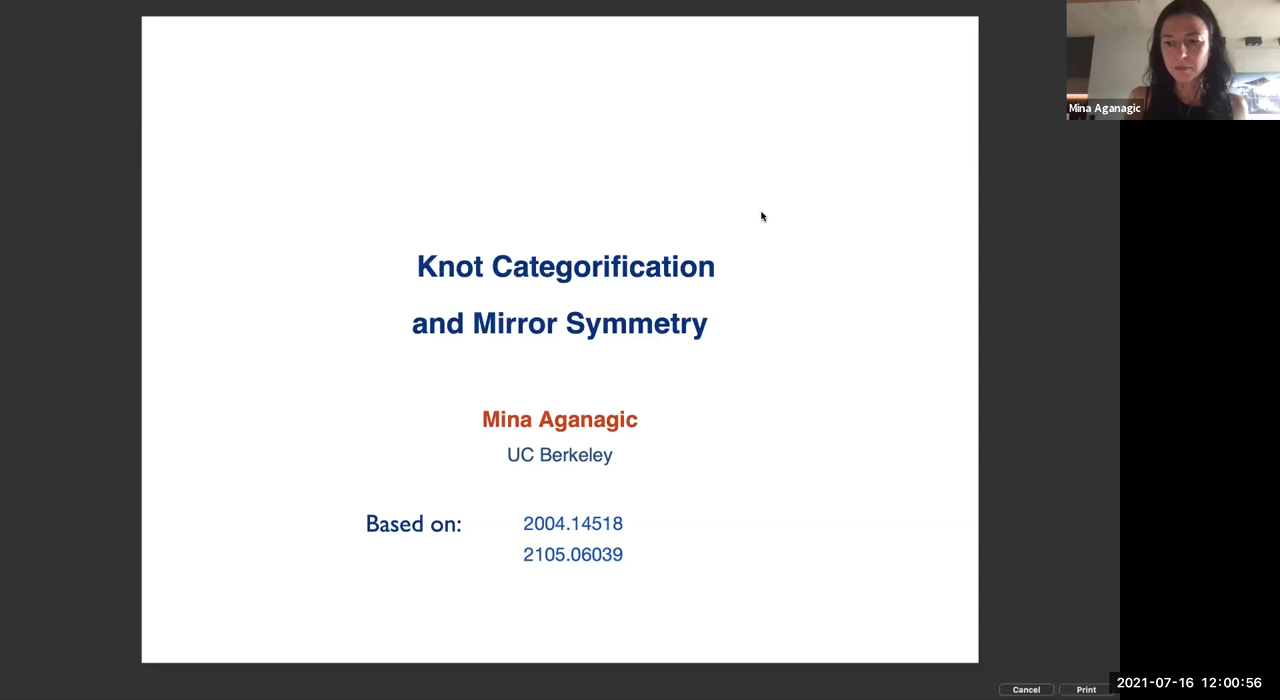 Mina Aganagic
Knot Categorification
and Mirror Symmetry
Mina Aganagic
UC Berkeley
Based on: 2004.14518
2105.06039
Cancel Print
2021-07-16 12:00:56